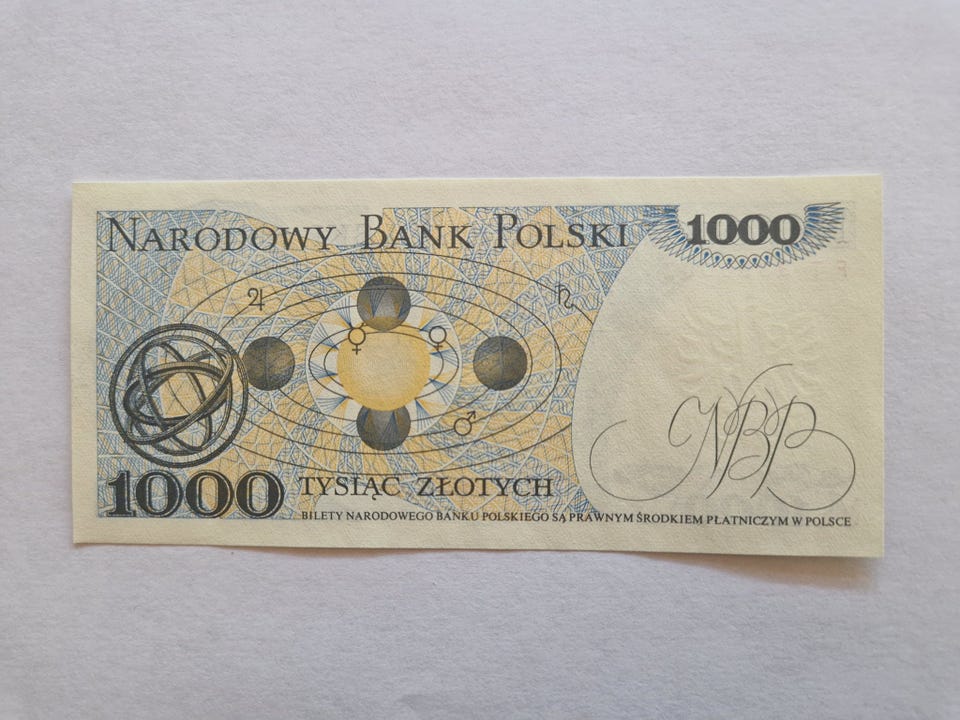 NARODOWY BANK POLSKI
1000
♃
♄
☿
♀
♂
NBP
1000
TYSIĄC ZŁOTYCH
BILETY NARODOWEGO BANKU POLSKIEGO SĄ PRAWNYM ŚRODKIEM PŁATNICZYM W POLSCE